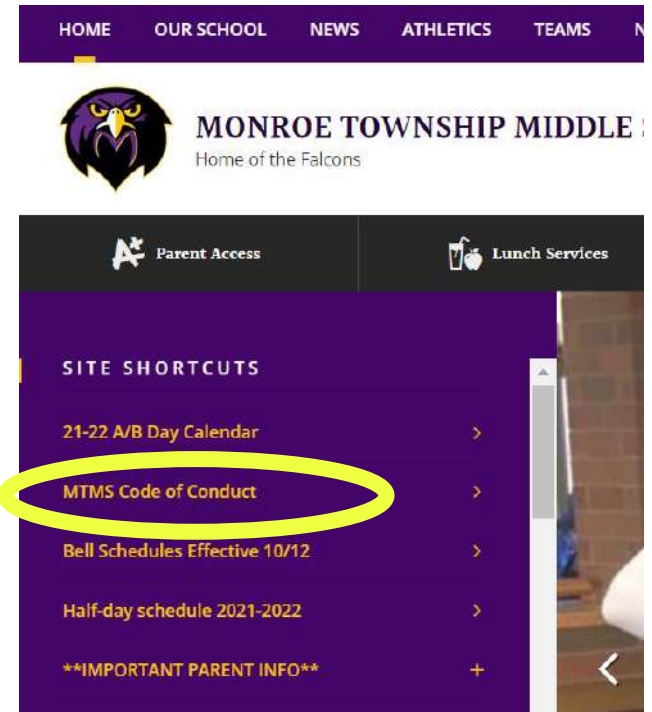 HOME OUR SCHOOL NEWS ATHLETICS TEAMS N
MONROE TOWNSHIP MIDDLE
Home of the Falcons
Parent Access Lunch Services
SITE SHORTCUTS
21-22 A/B Day Calendar
MTMS Code of Conduct
Bell Schedules Effective 10/12
Half-day schedule 2021-2022
**IMPORTANT PARENT INFO**